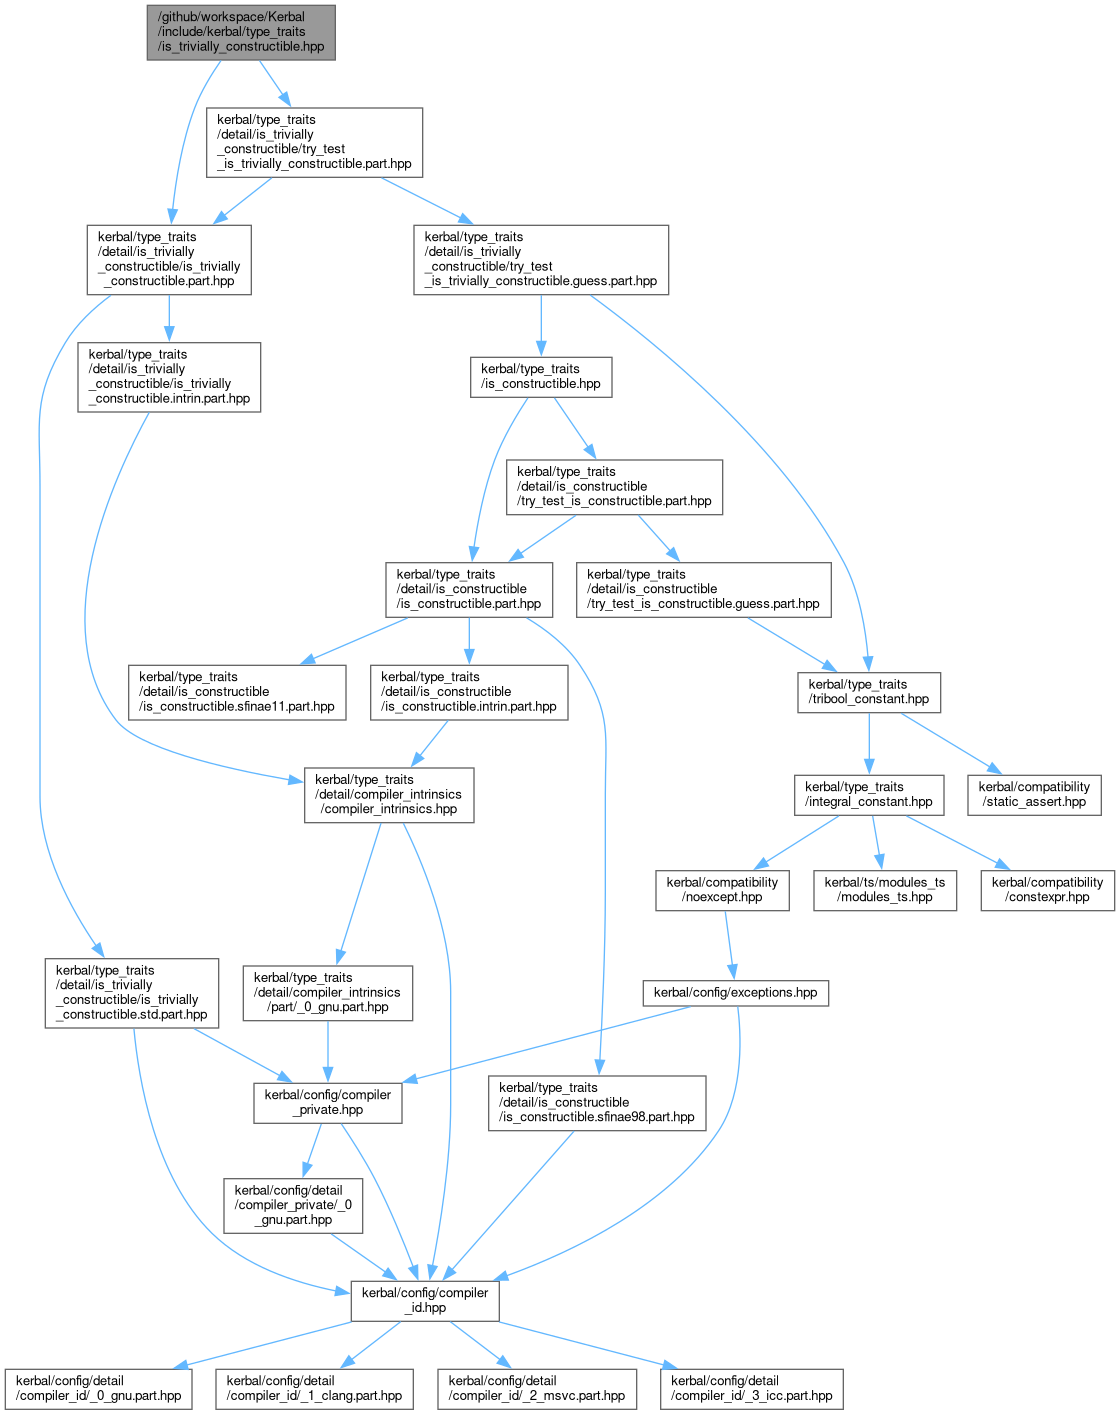 /github/workspace/Kerbal
/include/kerbal/type_traits
/is_trivially_constructible.hpp
kerbal/type_traits
/detail/is_trivially
_constructible/try_test
_is_trivially_constructible.part.hpp
kerbal/type_traits
/detail/is_trivially
_constructible/is_trivially
_constructible.part.hpp
kerbal/type_traits
/detail/is_trivially
_constructible/try_test
_is_trivially_constructible.guess.part.hpp
kerbal/type_traits
/detail/is_trivially
_constructible/is_trivially
_constructible.intrin.part.hpp
kerbal/type_traits
/is_constructible.hpp
kerbal/type_traits
/detail/is_constructible
/try_test_is_constructible.part.hpp
kerbal/type_traits
/detail/is_constructible
/is_constructible.part.hpp
kerbal/type_traits
/detail/is_constructible
/try_test_is_constructible.guess.part.hpp
kerbal/type_traits
/detail/is_constructible
/is_constructible.sfinae11.part.hpp
kerbal/type_traits
/detail/is_constructible
/is_constructible.intrin.part.hpp
kerbal/type_traits
/tribool_constant.hpp
kerbal/type_traits
/detail/compiler_intrinsics
/compiler_intrinsics.hpp
kerbal/type_traits
/integral_constant.hpp
kerbal/compatibility
/static_assert.hpp
kerbal/compatibility
/noexcept.hpp
kerbal/ts/modules_ts
/modules_ts.hpp
kerbal/compatibility
/constexpr.hpp
kerbal/type_traits
/detail/is_trivially
_constructible/is_trivially
_constructible.std.part.hpp
kerbal/type_traits
/detail/compiler_intrinsics
/part/_0_gnu.part.hpp
kerbal/config/exceptions.hpp
kerbal/config/compiler
_private.hpp
kerbal/type_traits
/detail/is_constructible
/is_constructible.sfinae98.part.hpp
kerbal/config/detail
/compiler_private/_0
_gnu.part.hpp
kerbal/config/compiler
_id.hpp
kerbal/config/detail
/compiler_id/_0_gnu.part.hpp
kerbal/config/detail
/compiler_id/_1_clang.part.hpp
kerbal/config/detail
/compiler_id/_2_msvc.part.hpp
kerbal/config/detail
/compiler_id/_3_icc.part.hpp